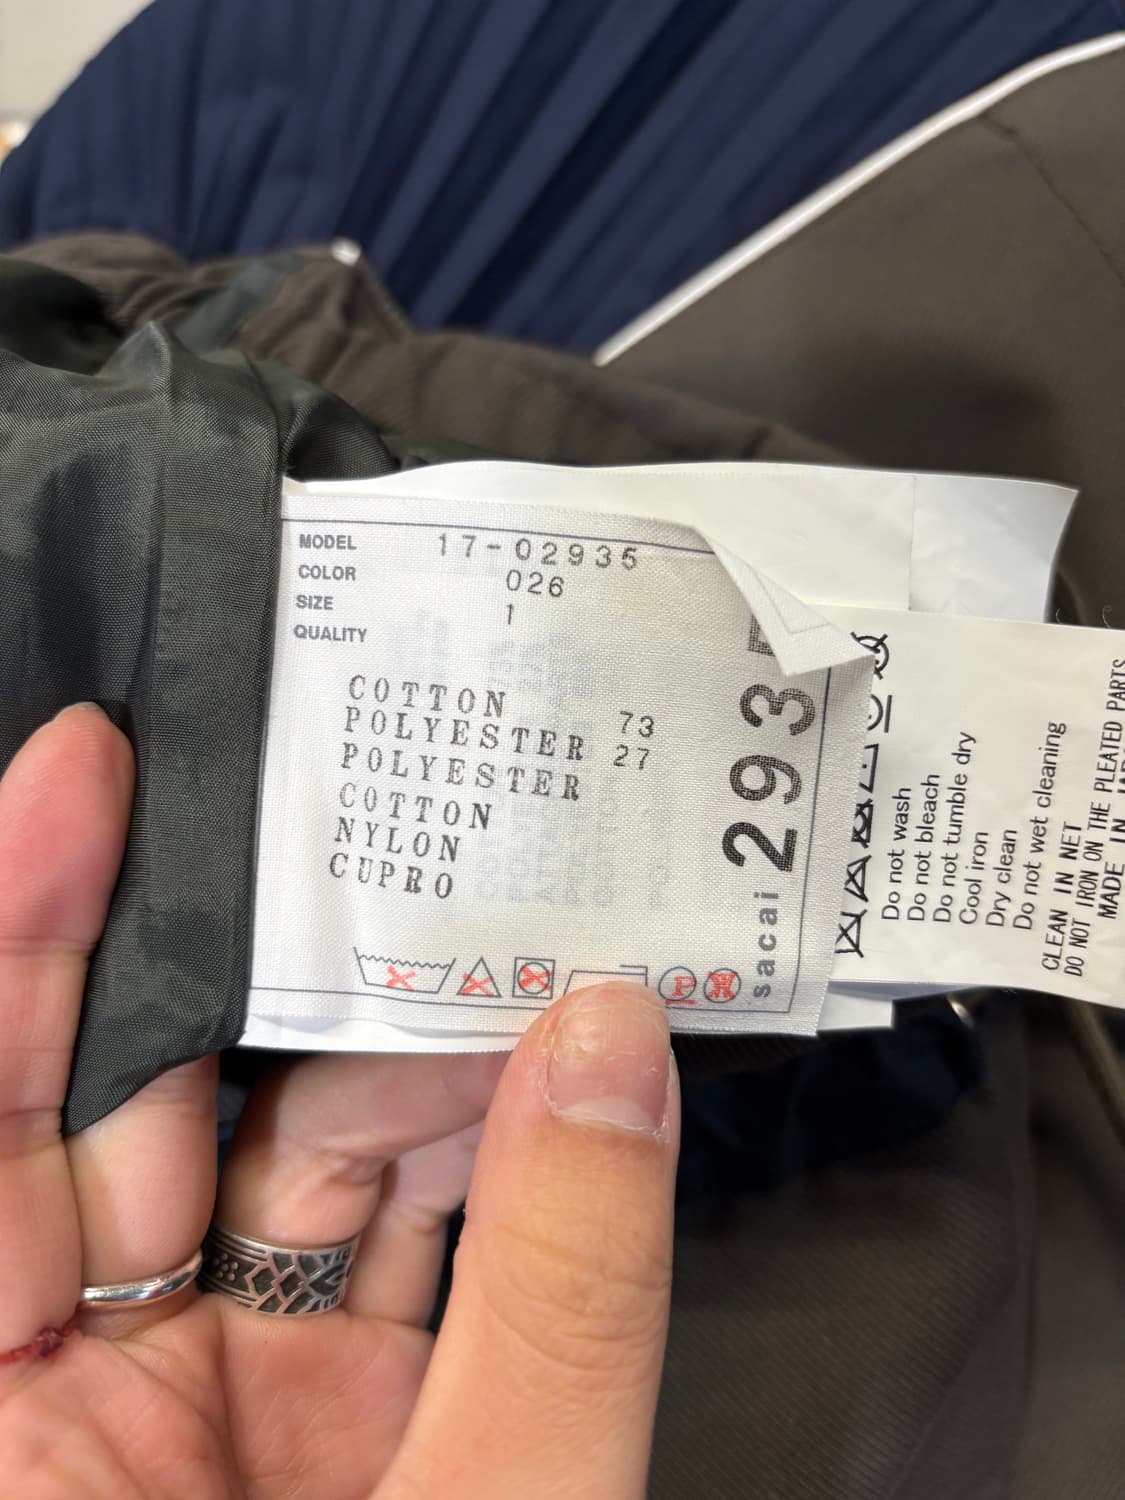 MODEL 17-02935
COLOR 026
SIZE 1
QUALITY
COTTON 73
POLYESTER 27
POLYESTER
COTTON
NYLON
CUPRO
sacai 293
Do not wash
Do not bleach
Do not tumble dry
Cool iron
Dry clean
Do not wet cleaning
CLEAN IN NET
DO NOT IRON ON THE PLEATED PARTS
MADE IN